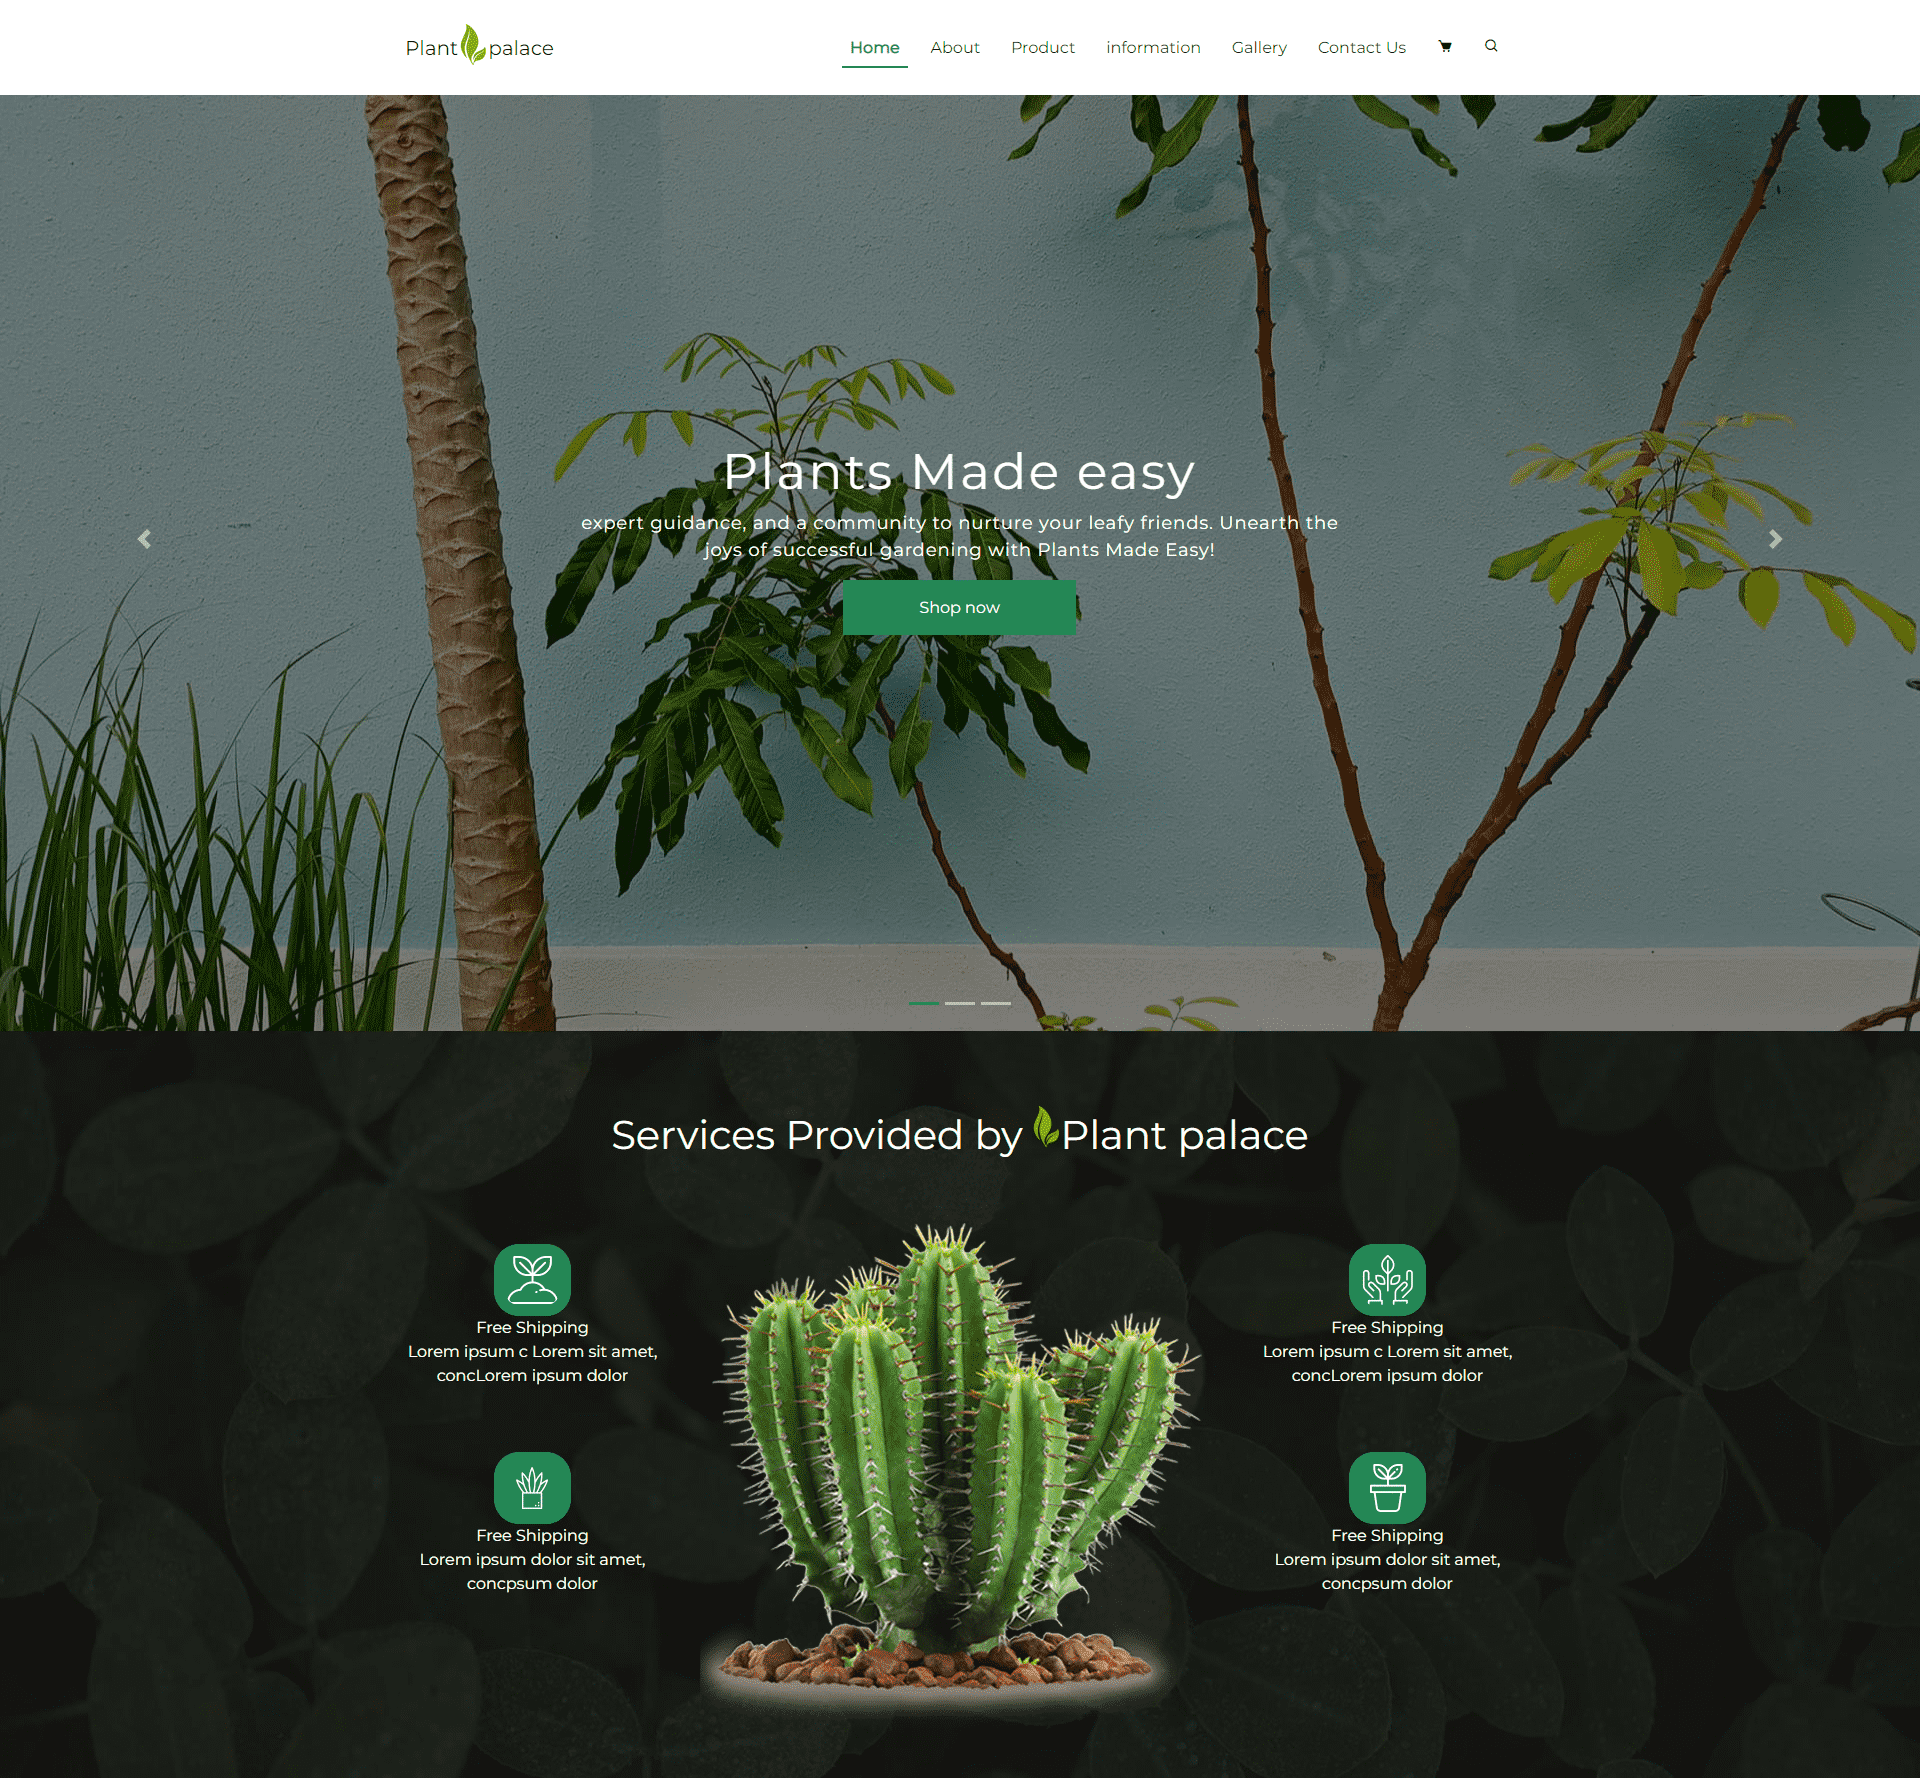 Plant palace
Home About Product information Gallery Contact Us
Plants Made easy
expert guidance, and a community to nurture your leafy friends. Unearth the
joys of successful gardening with Plants Made Easy!
Shop now
Services Provided by Plant palace
Free Shipping
Lorem ipsum c Lorem sit amet,
concLorem ipsum dolor
Free Shipping
Lorem ipsum dolor sit amet,
concpsum dolor
Free Shipping
Lorem ipsum c Lorem sit amet,
concLorem ipsum dolor
Free Shipping
Lorem ipsum dolor sit amet,
concpsum dolor